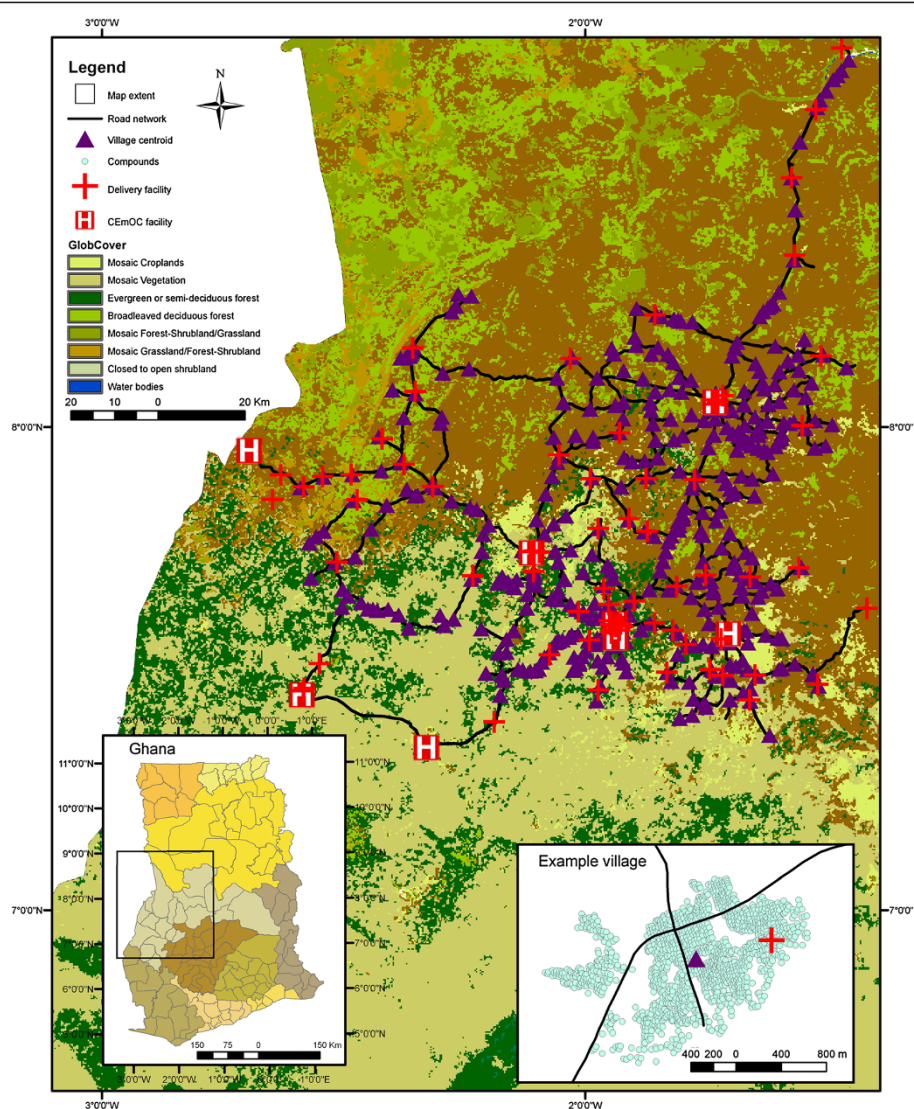 3°0'0"W 2°0'0"W
Legend
N
Map extent
Road network
Village centroid
Compounds
Delivery facility
H CEmOC facility
GlobCover
Mosaic Croplands
Mosaic Vegetation
Evergreen or semi-deciduous forest
Broadleaved deciduous forest
Mosaic Forest-Shrubland/Grassland
Mosaic Grassland/Forest-Shrubland
Closed to open shrubland
Water bodies
20 10 0 20 Km
8°0'0"N 8°0'0"N
H
H
H
H
H
H
3°0'0"W 2°0'0"W 1°0'0"W 0°0'0" 1°0'0"E
Ghana
11°0'0"N 11°0'0"N
10°0'0"N 10°0'0"N
9°0'0"N 9°0'0"N
8°0'0"N 8°0'0"N
7°0'0"N 7°0'0"N
6°0'0"N 6°0'0"N
5°0'0"N 5°0'0"N
150 75 0 150 Km
3°0'0"W 2°0'0"W 1°0'0"W 0°0'0" 1°0'0"E
7°0'0"N 7°0'0"N
Example village
400 200 0 400 800 m
3°0'0"W 2°0'0"W